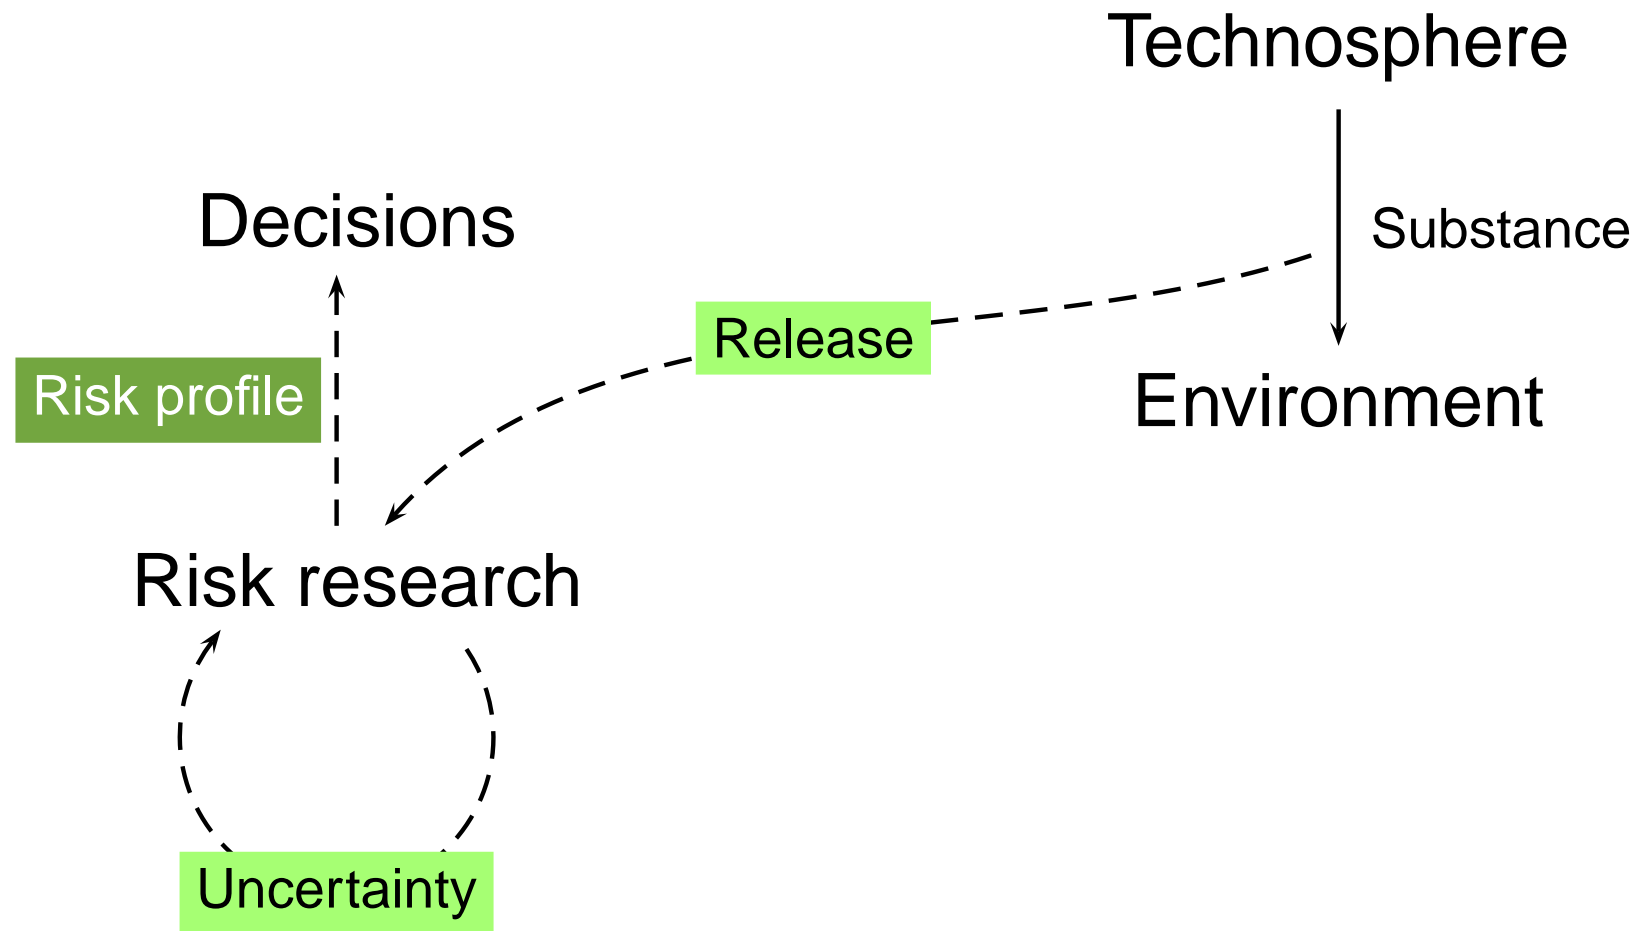 Technosphere
Decisions
Substance
Release
Risk profile
Environment
Risk research
Uncertainty